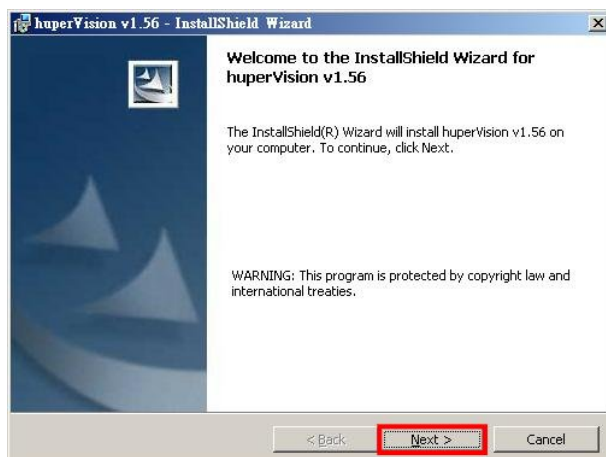 huperVision v1.56 - InstallShield Wizard
Welcome to the InstallShield Wizard for
huperVision v1.56
The InstallShield(R) Wizard will install huperVision v1.56 on
your computer. To continue, click Next.
WARNING: This program is protected by copyright law and
international treaties.
< Back
Next >
Cancel